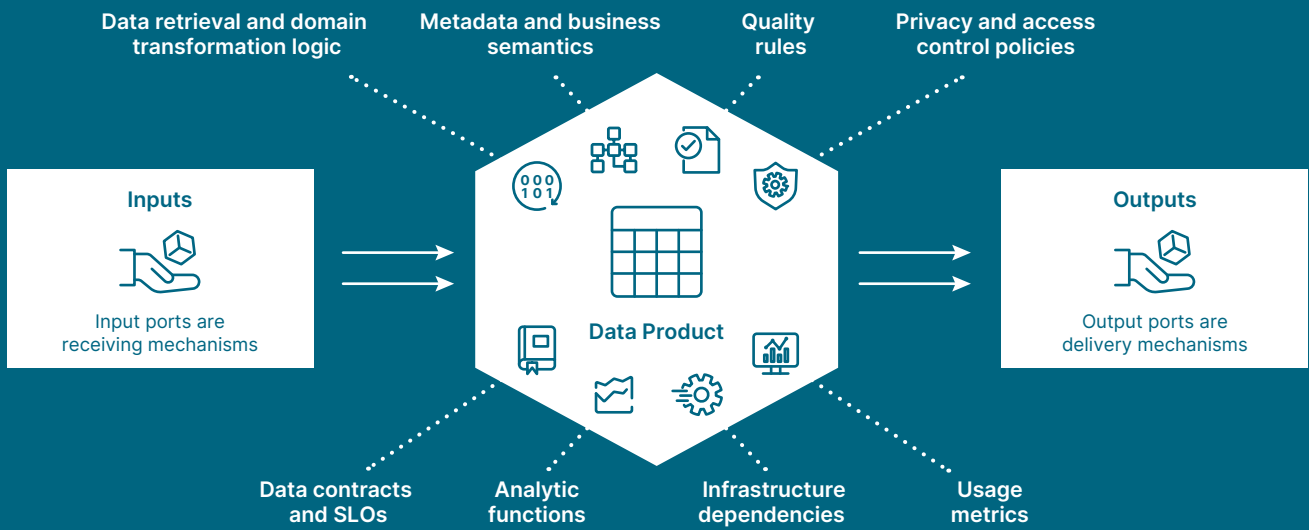 Data retrieval and domain
transformation logic
Metadata and business
semantics
Quality
rules
Privacy and access
control policies
Inputs
Input ports are
receiving mechanisms
000
101
Data Product
Outputs
Output ports are
delivery mechanisms
Data contracts
and SLOs
Analytic
functions
Infrastructure
dependencies
Usage
metrics